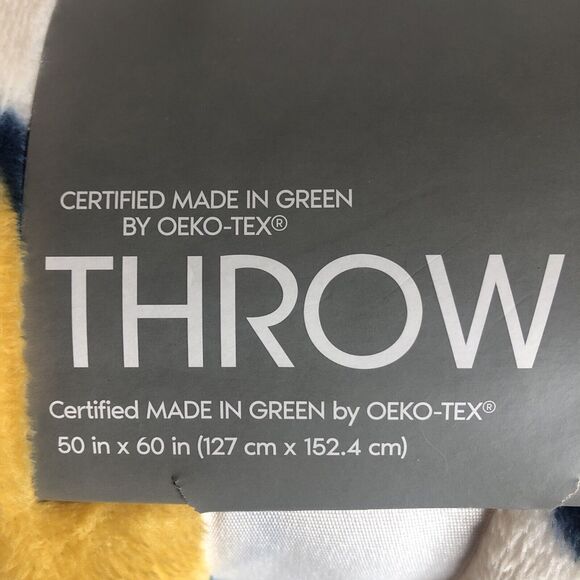 CERTIFIED MADE IN GREEN
BY OEKO-TEX®
THROW
Certified MADE IN GREEN by OEKO-TEX®
50 in x 60 in (127 cm x 152.4 cm)